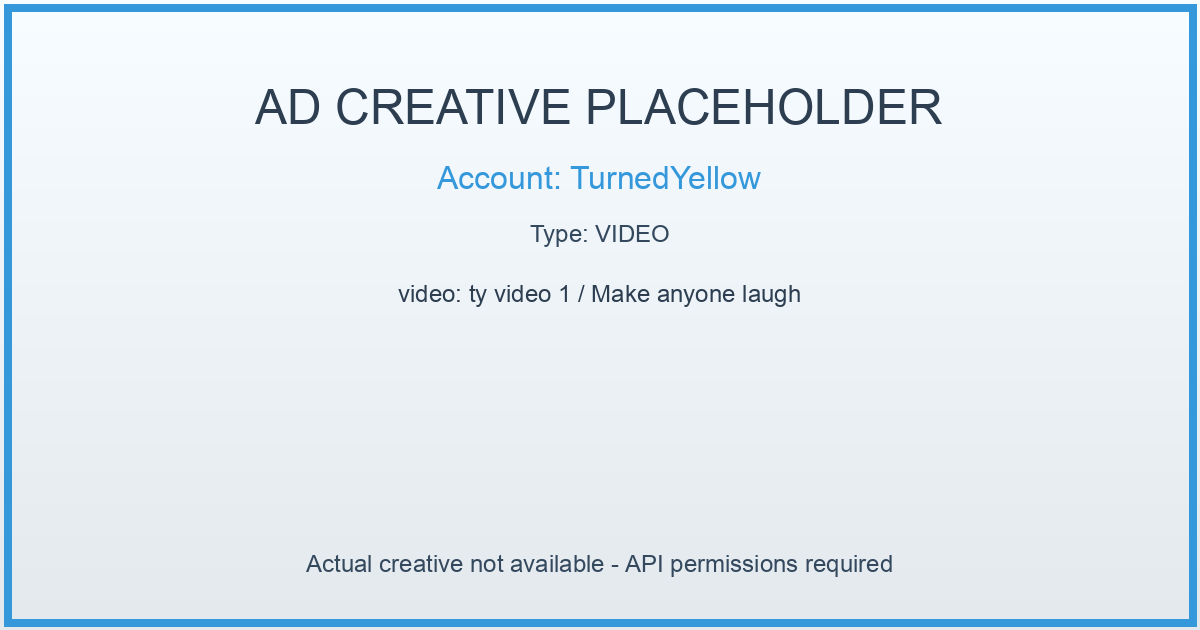 AD CREATIVE PLACEHOLDER
Account: TurnedYellow
Type: VIDEO
video: ty video 1 / Make anyone laugh
Actual creative not available - API permissions required